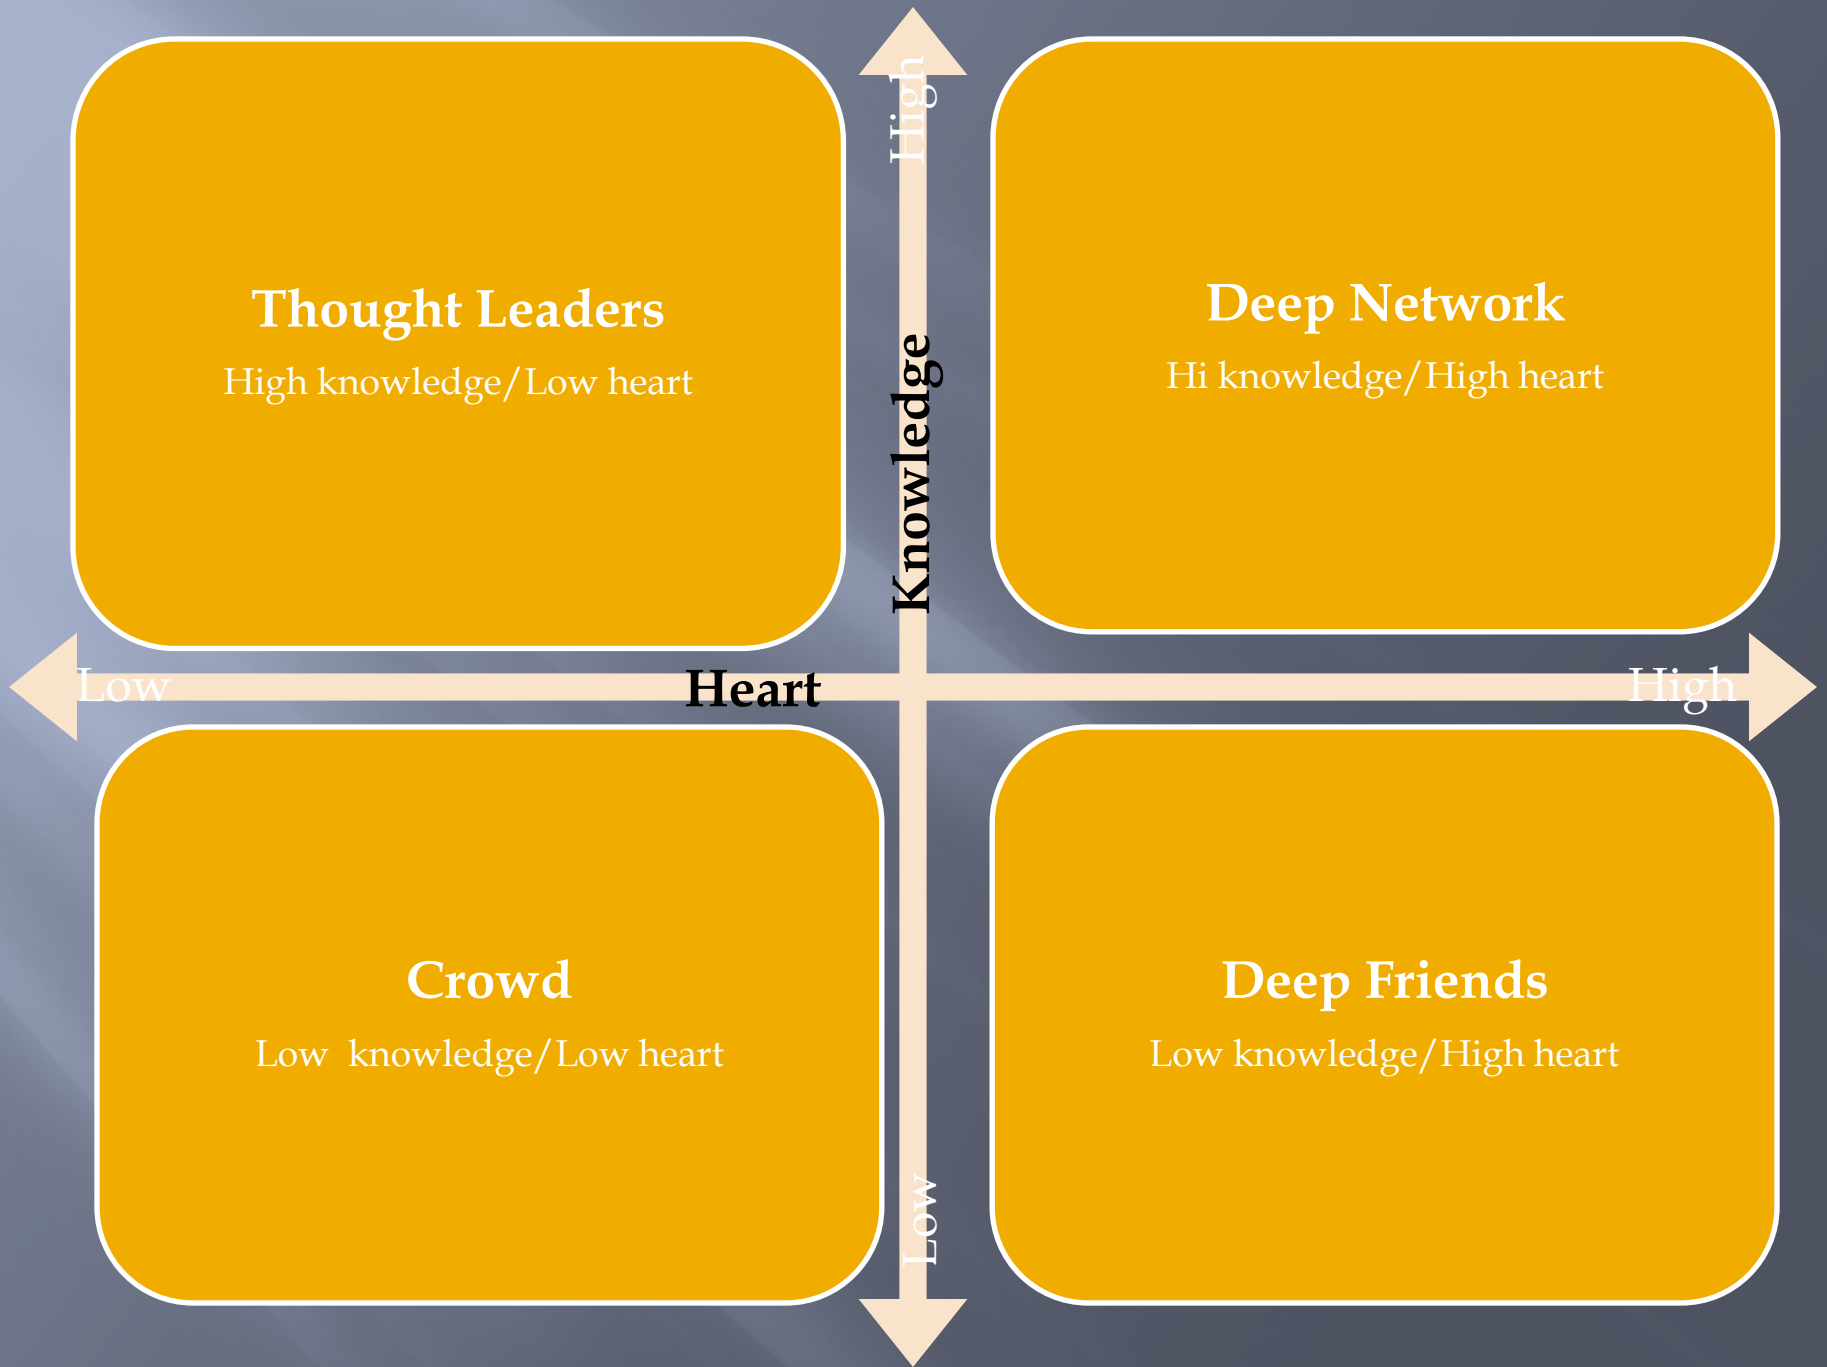 High
Thought Leaders
High knowledge/Low heart
Deep Network
Hi knowledge/High heart
Knowledge
Low
Heart
High
Crowd
Low  knowledge/Low heart
Deep Friends
Low knowledge/High heart
Low